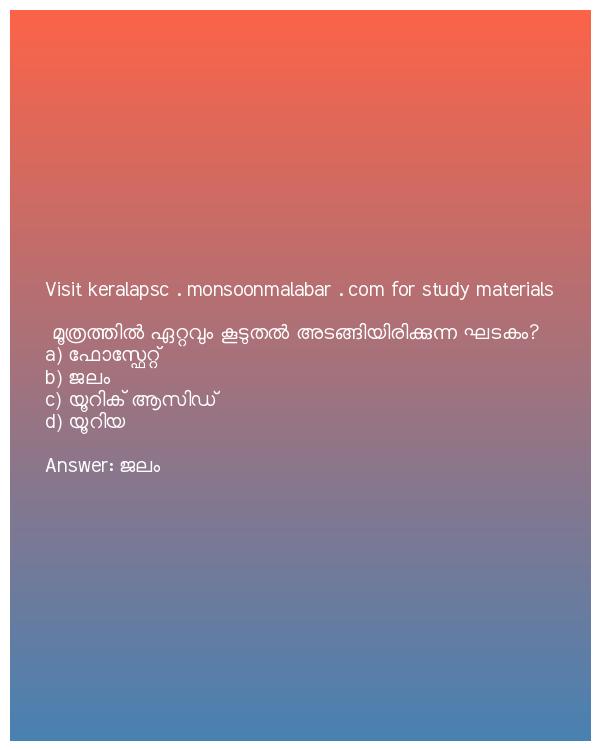 Visit keralapsc . monsoonmalabar . com for study materials
മൂത്രത്തിൽ ഏറ്റവും കൂടുതൽ അടങ്ങിയിരിക്കുന്ന ഘടകം?
a) ഫോസ്ഫേറ്റ്
b) ജലം
c) യൂറിക് ആസിഡ്
d) യൂറിയ
Answer: ജലം